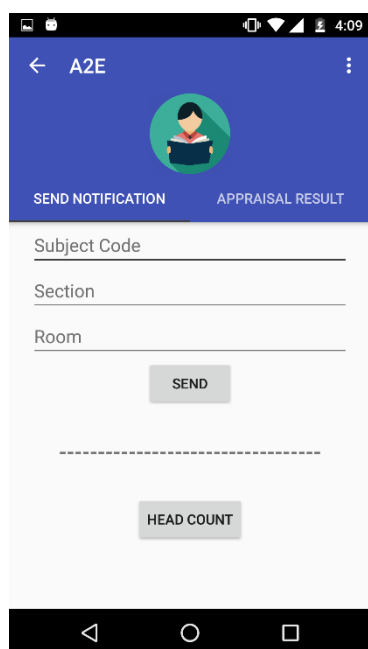 4:09
A2E
SEND NOTIFICATION
APPRAISAL RESULT
Subject Code
Section
Room
SEND
----------------------------------
HEAD COUNT